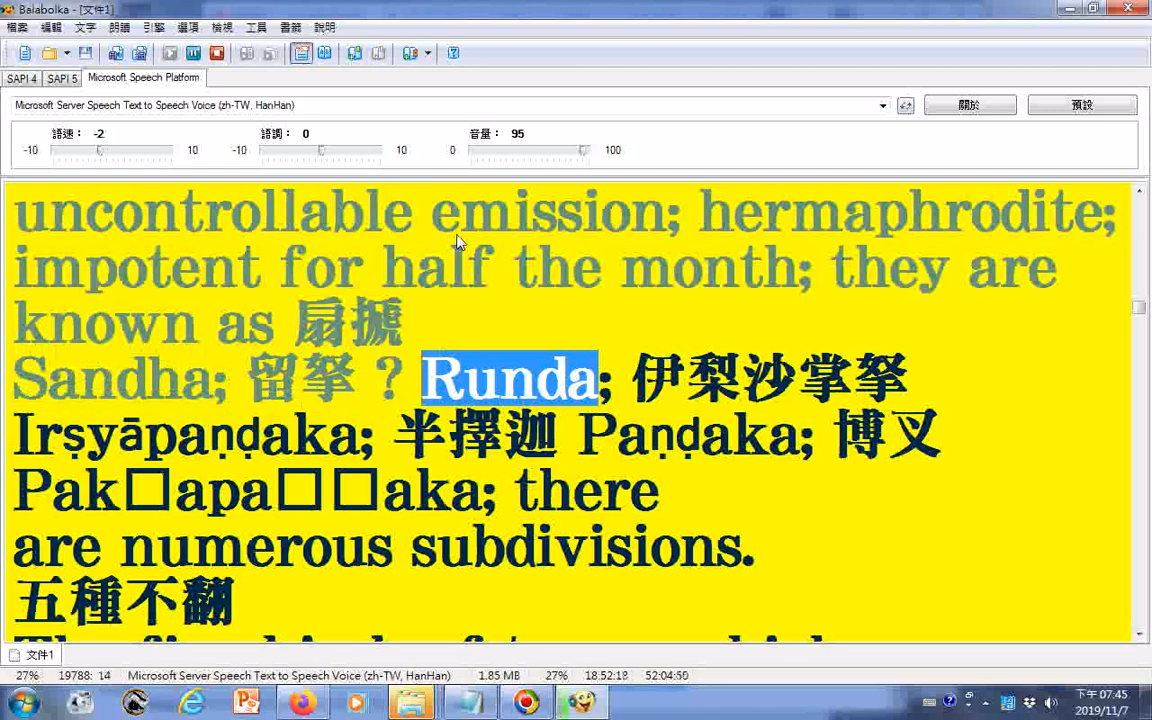 Balabolka - [文件1]
檔案 編輯 文字 朗讀 引擎 選項 檢視 工具 書籤 說明
SAPI 4 SAPI 5 Microsoft Speech Platform
Microsoft Server Speech Text to Speech Voice (zh-TW, HanHan) 關於 預設
語速： -2 語調： 0 音量： 95
-10 10 -10 10 0 100
uncontrollable emission; hermaphrodite;
impotent for half the month; they are
known as 扇搋
Sandha; 留拏？Runda; 伊梨沙掌拏
Irṣyāpaṇḍaka; 半擇迦 Paṇḍaka; 博叉
Pak□apa□□aka; there
are numerous subdivisions.
五種不翻
文件1
27% 19788: 14 Microsoft Server Speech Text to Speech Voice (zh-TW, HanHan) 1.85 MB 27% 18:52:18 52:04:50
下午 07:45
2019/11/7